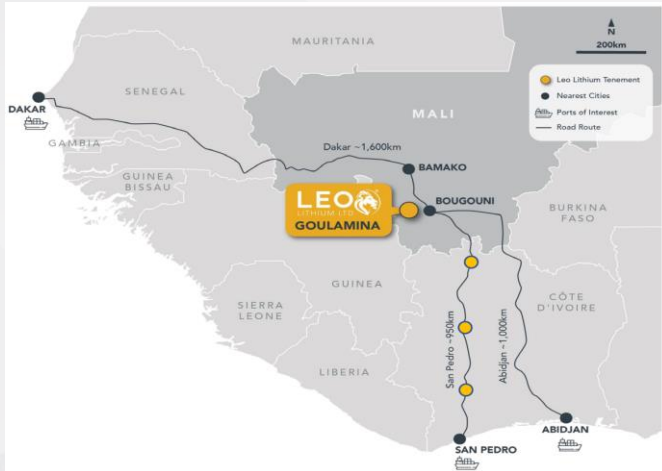 MAURITANIA
N
200km
Leo Lithium Tenement
Nearest Cities
Ports of Interest
Road Route
DAKAR
SENEGAL
MALI
GAMBIA
Dakar ~1,600km
BAMAKO
GUINEA
BISSAU
LEO
LITHIUM LTD
GOULAMINA
BOUGOUNI
BURKINA
FASO
GUINEA
SIERRA
LEONE
CÔTE
D'IVOIRE
San Pedro ~950km
Abidjan ~1,000km
LIBERIA
ABIDJAN
SAN PEDRO